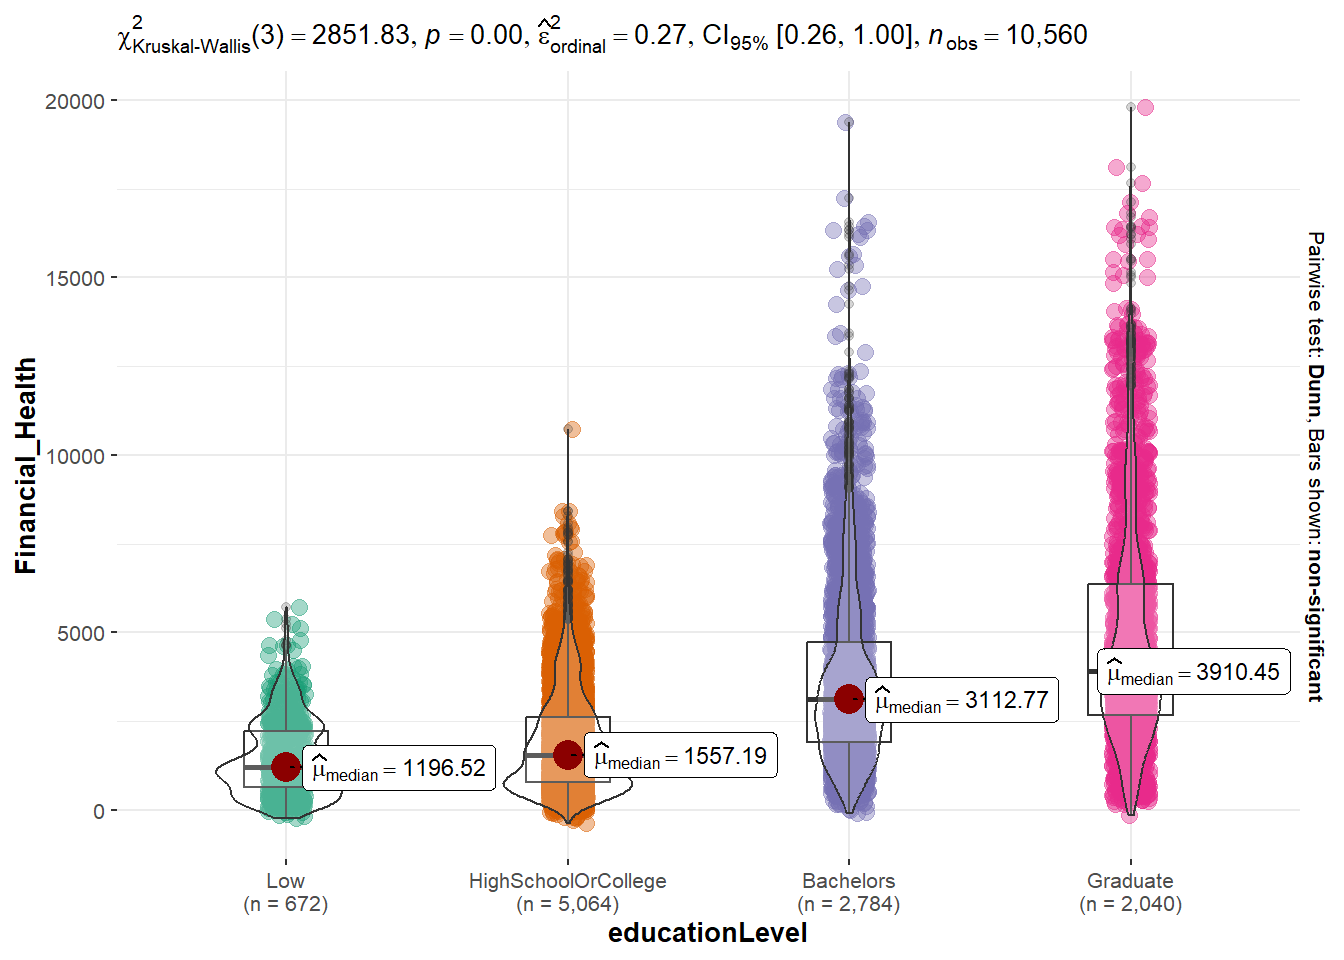 χ²Kruskal-Wallis(3) = 2851.83, p = 0.00, ε̂²ordinal = 0.27, CI95% [0.26, 1.00], nobs = 10,560
Financial_Health
20000
15000
10000
5000
0
μ̂median = 1196.52
μ̂median = 1557.19
μ̂median = 3112.77
μ̂median = 3910.45
Pairwise test: Dunn, Bars shown: non-significant
Low
(n = 672)
HighSchoolOrCollege
(n = 5,064)
Bachelors
(n = 2,784)
Graduate
(n = 2,040)
educationLevel